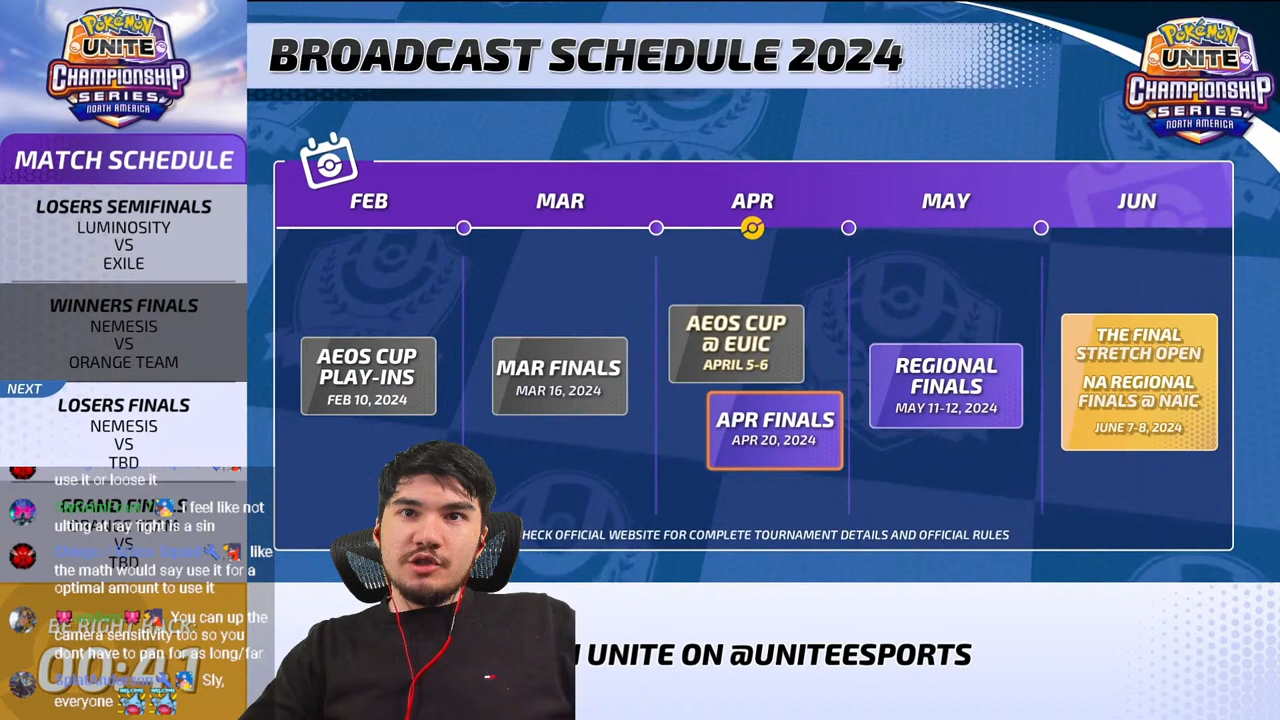 Pokémon
UNITE
CHAMPIONSHIP
SERIES
NORTH AMERICA
MATCH SCHEDULE
LOSERS SEMIFINALS
LUMINOSITY
VS
EXILE
WINNERS FINALS
NEMESIS
VS
ORANGE TEAM
NEXT
LOSERS FINALS
NEMESIS
VS
TBD
GRAND FINALS
VS
TBD
use it or loose it
I feel like not
ulting at ray fight is a sin
like
the math would say use it for a
optimal amount to use it
You can up the
camera sensitivity too so you
dont have to pan for as long/far
Sly,
everyone
BE RIGHT BACK:
00:41
BROADCAST SCHEDULE 2024
Pokémon
UNITE
CHAMPIONSHIP
SERIES
NORTH AMERICA
FEB
MAR
APR
MAY
JUN
AEOS CUP
PLAY-INS
FEB 10, 2024
MAR FINALS
MAR 16, 2024
AEOS CUP
@ EUIC
APRIL 5-6
APR FINALS
APR 20, 2024
REGIONAL
FINALS
MAY 11-12, 2024
THE FINAL
STRETCH OPEN
NA REGIONAL
FINALS @ NAIC
JUNE 7-8, 2024
HECK OFFICIAL WEBSITE FOR COMPLETE TOURNAMENT DETAILS AND OFFICIAL RULES
UNITE ON @UNITEESPORTS